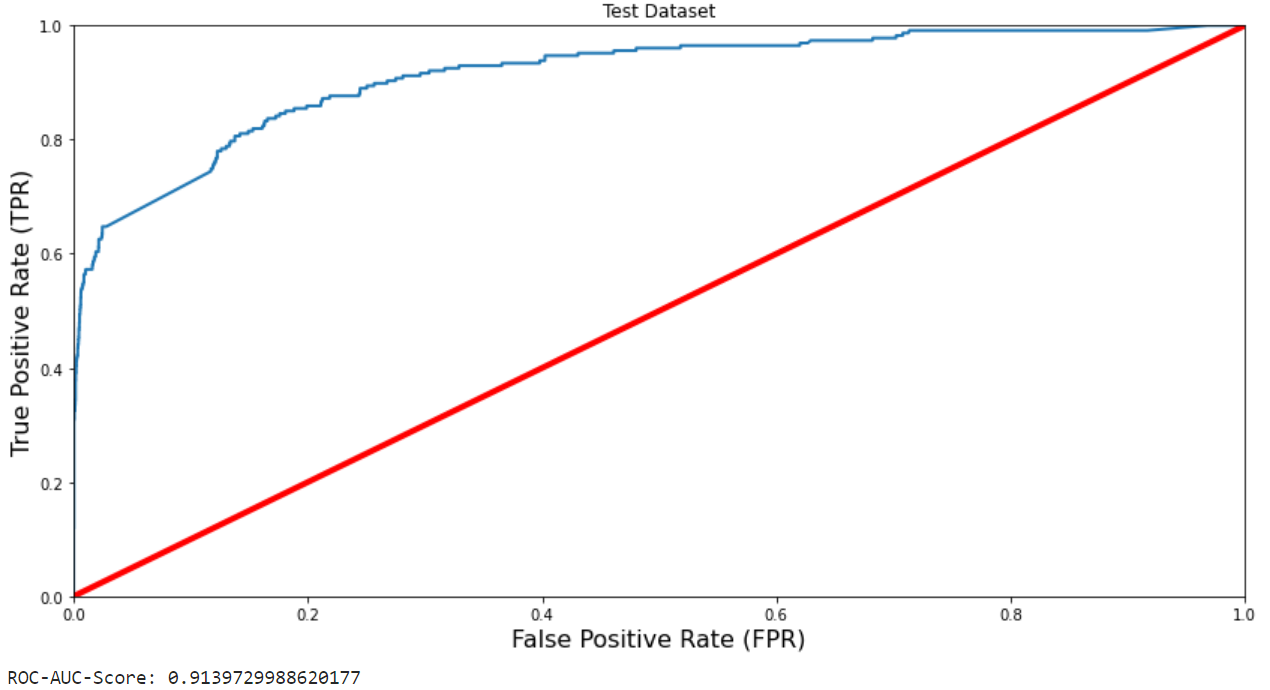 Test Dataset
1.0
0.8
0.6
0.4
0.2
0.0
True Positive Rate (TPR)
0.0 0.2 0.4 0.6 0.8 1.0
False Positive Rate (FPR)
ROC-AUC-Score: 0.9139729988620177